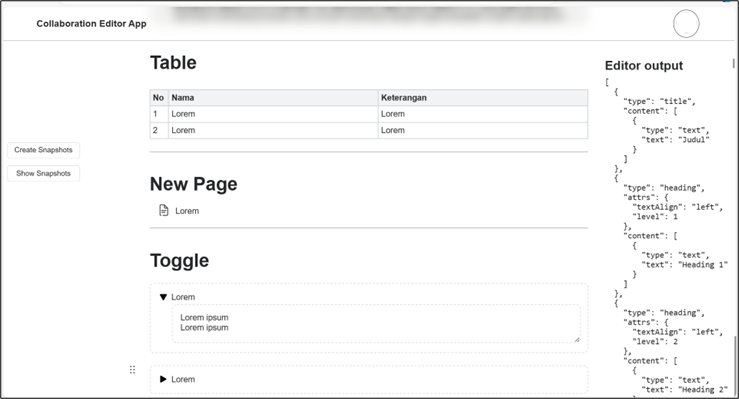 Collaboration Editor App
Table
No Nama Keterangan
1 Lorem Lorem
2 Lorem Lorem
Create Snapshots
Show Snapshots
New Page
Lorem
Toggle
Lorem
Lorem ipsum
Lorem ipsum
Lorem
Editor output
[
{
"type": "title",
"content": [
{
"type": "text",
"text": "Judul"
}
]
},
{
"type": "heading",
"attrs": {
"textAlign": "left",
"level": 1
},
"content": [
{
"type": "text",
"text": "Heading 1"
}
]
},
{
"type": "heading",
"attrs": {
"textAlign": "left",
"level": 2
},
"content": [
{
"type": "text",
"text": "Heading 2"